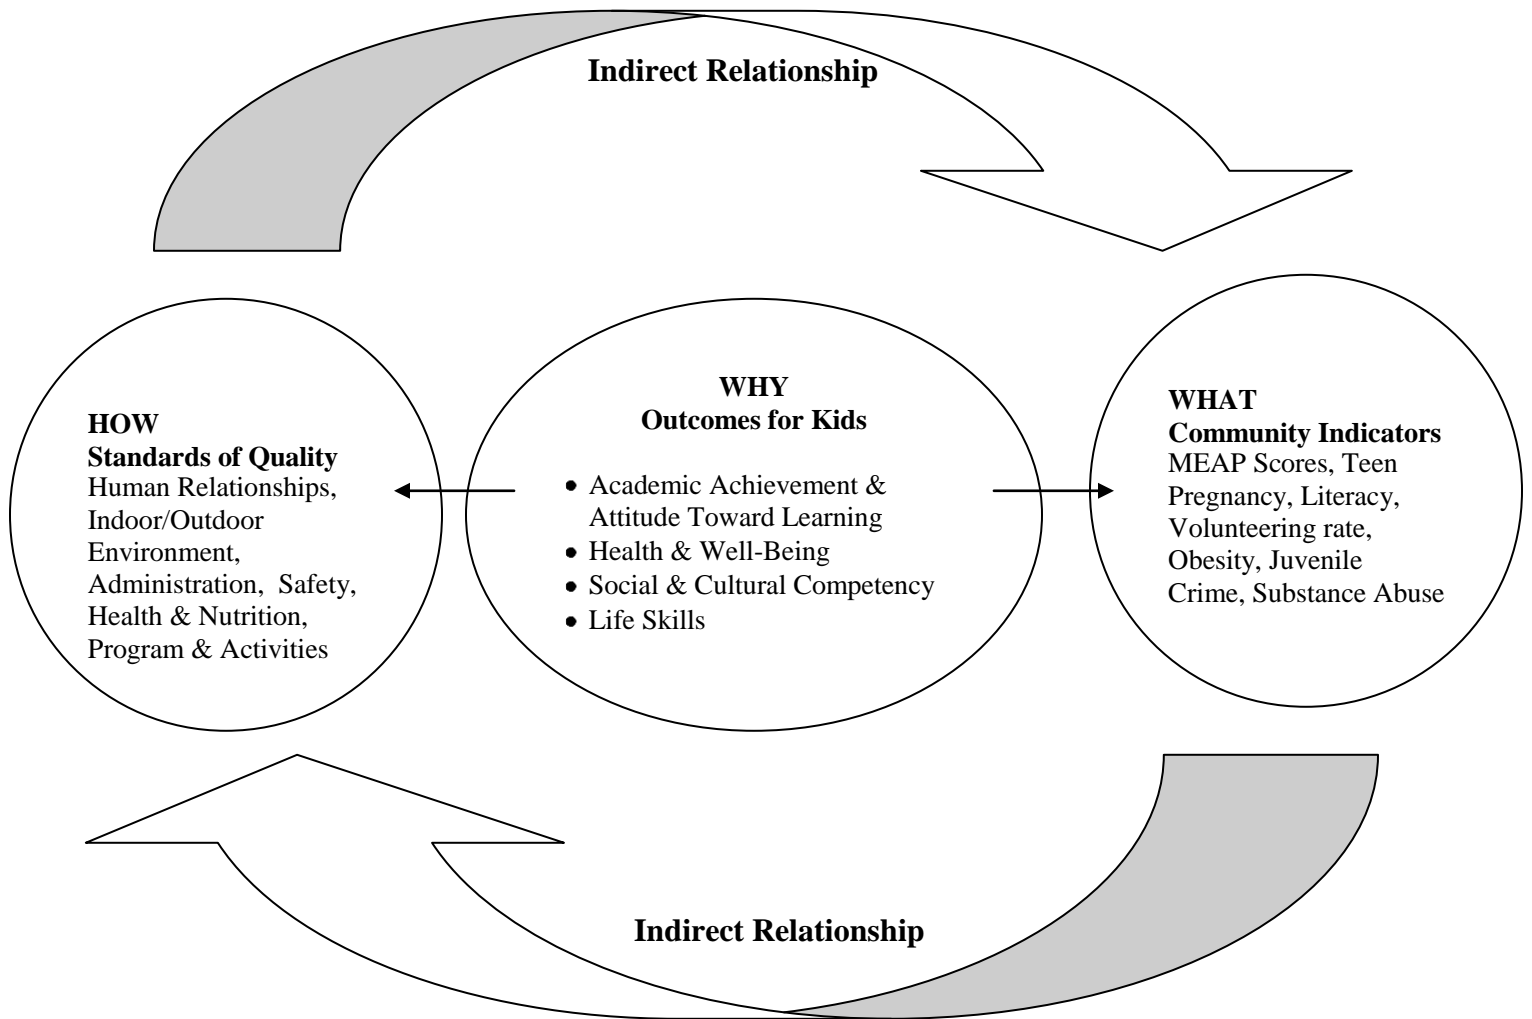 Indirect Relationship
HOW
Standards of Quality
Human Relationships,
Indoor/Outdoor
Environment,
Administration, Safety,
Health & Nutrition,
Program & Activities
WHY
Outcomes for Kids
• Academic Achievement &
Attitude Toward Learning
• Health & Well-Being
• Social & Cultural Competency
• Life Skills
WHAT
Community Indicators
MEAP Scores, Teen
Pregnancy, Literacy,
Volunteering rate,
Obesity, Juvenile
Crime, Substance Abuse
Indirect Relationship